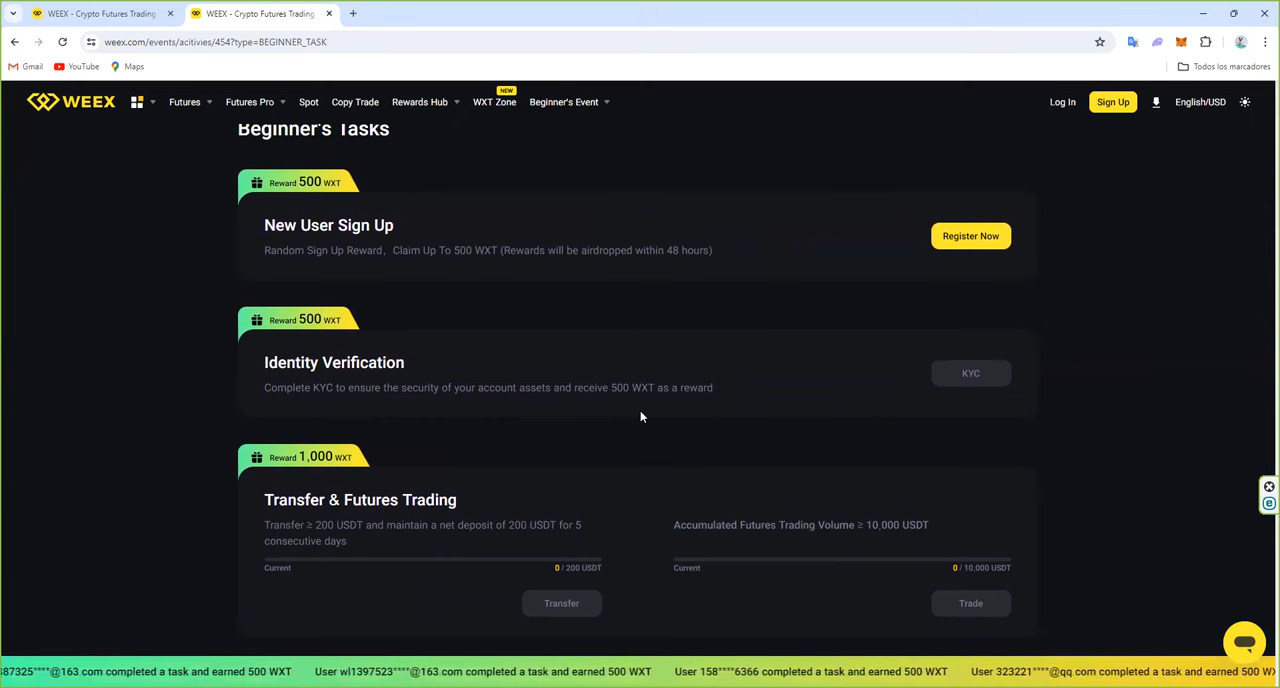 WEEX - Crypto Futures Trading
WEEX - Crypto Futures Trading
weex.com/events/acitivies/454?type=BEGINNER_TASK
Gmail
YouTube
Maps
Todos los marcadores
WEEX
Futures
Futures Pro
Spot
Copy Trade
Rewards Hub
WXT Zone
NEW
Beginner's Event
Log In
Sign Up
English/USD
Beginner's Tasks
Reward 500 WXT
New User Sign Up
Random Sign Up Reward, Claim Up To 500 WXT (Rewards will be airdropped within 48 hours)
Register Now
Reward 500 WXT
Identity Verification
Complete KYC to ensure the security of your account assets and receive 500 WXT as a reward
KYC
Reward 1,000 WXT
Transfer & Futures Trading
Transfer ≥ 200 USDT and maintain a net deposit of 200 USDT for 5
consecutive days
Current
0 / 200 USDT
Transfer
Accumulated Futures Trading Volume ≥ 10,000 USDT
Current
0 / 10,000 USDT
Trade
387325****@163.com completed a task and earned 500 WXT
User wl1397523****@163.com completed a task and earned 500 WXT
User 158****6366 completed a task and earned 500 WXT
User 323221****@qq.com completed a task and earned 500